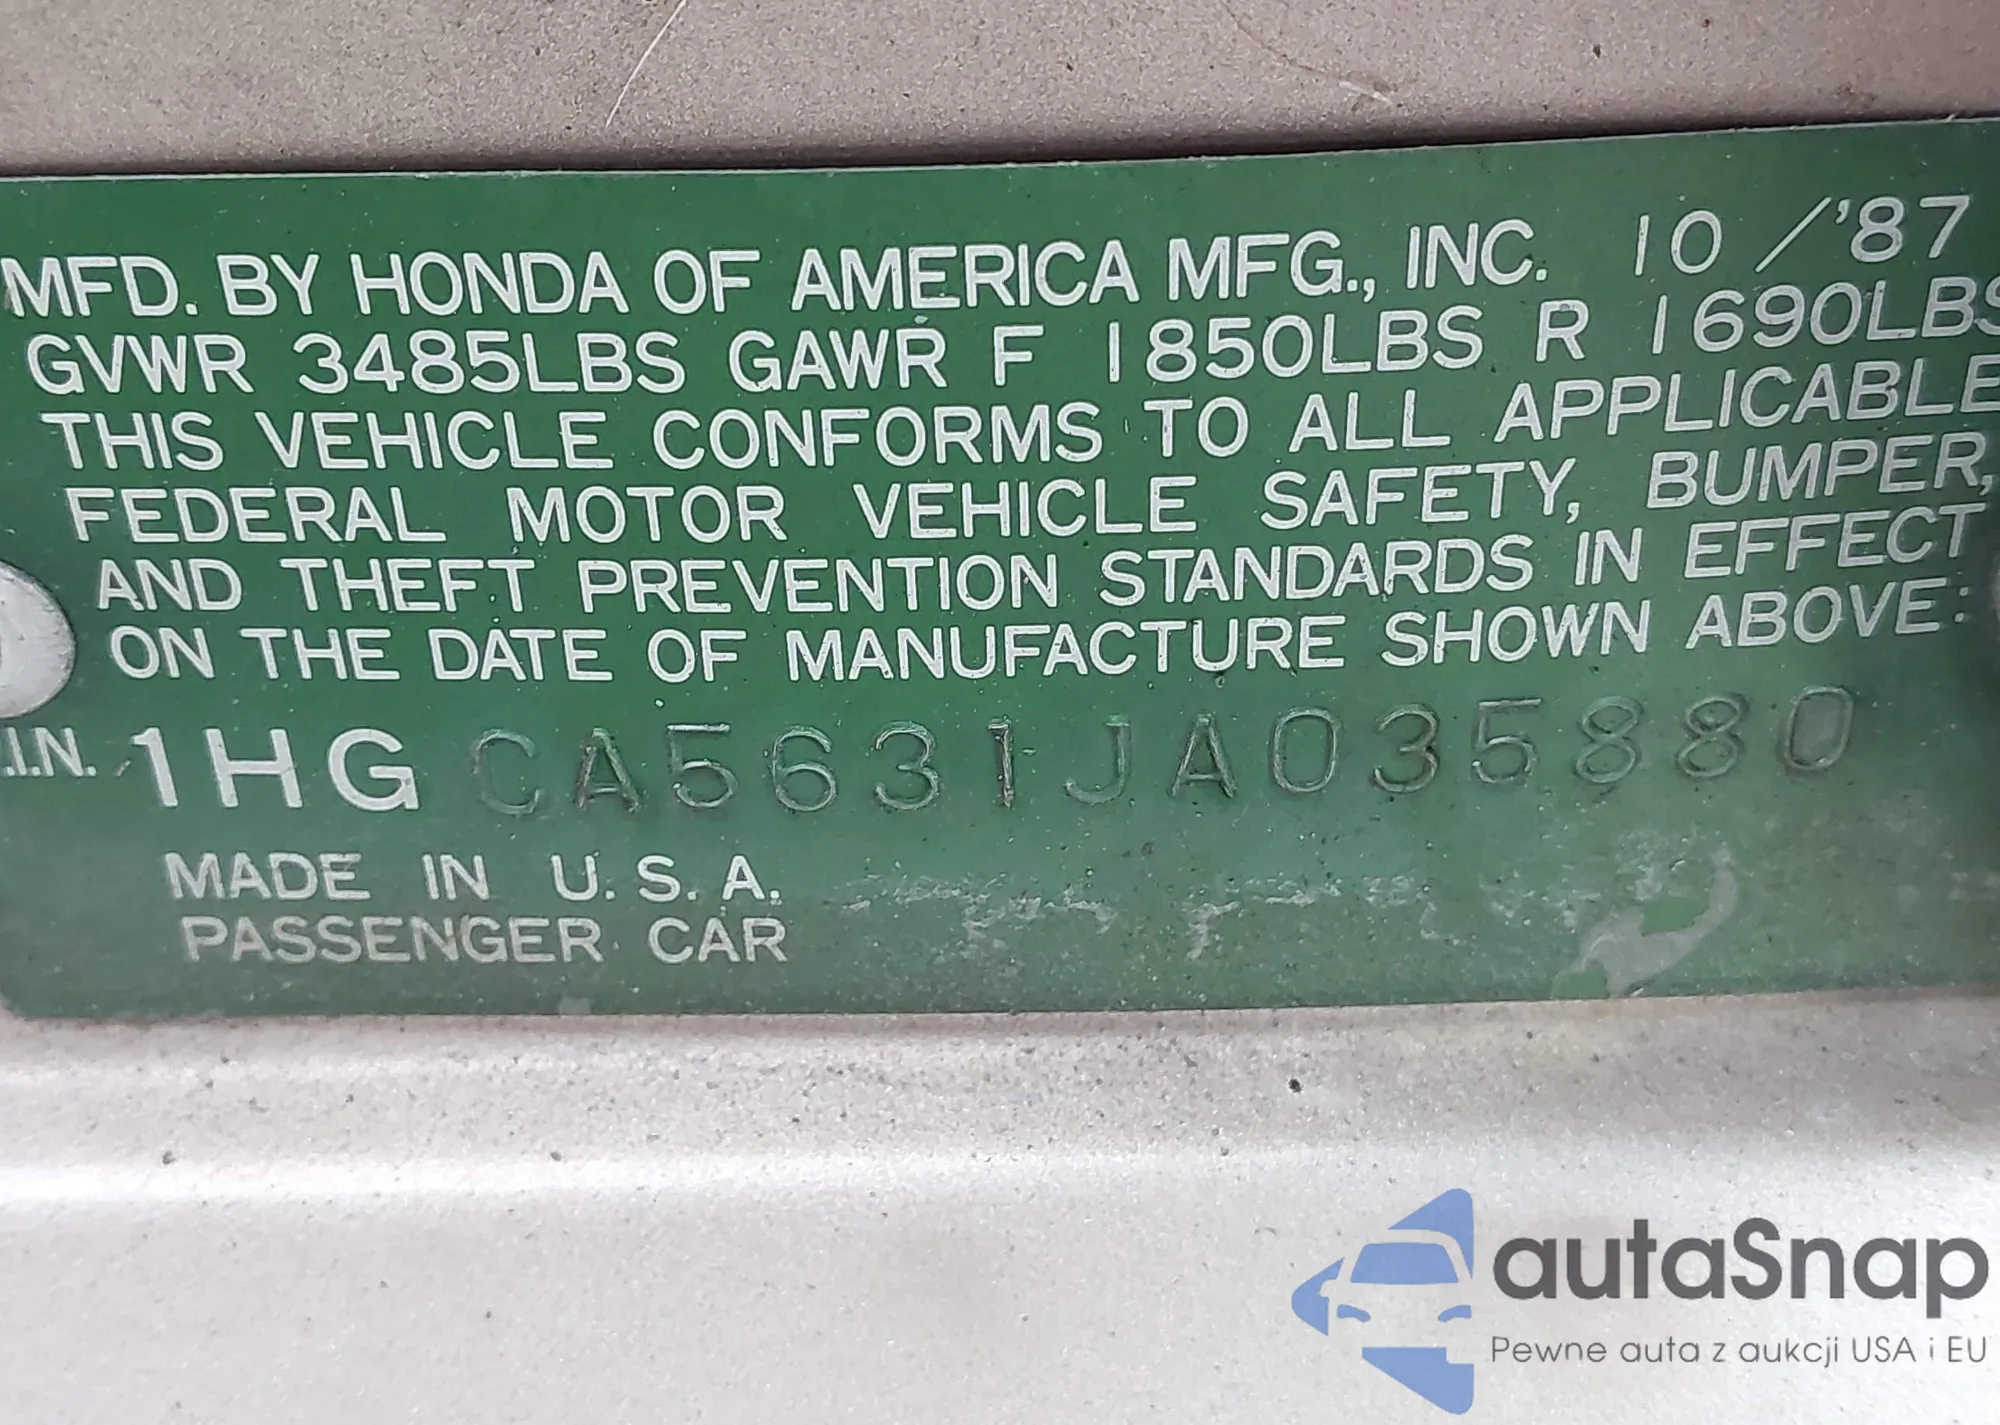 MFD. BY HONDA OF AMERICA MFG., INC. 10 /'87
GVWR 3485LBS GAWR F 1850LBS R 1690LBS
THIS VEHICLE CONFORMS TO ALL APPLICABLE
FEDERAL MOTOR VEHICLE SAFETY, BUMPER,
AND THEFT PREVENTION STANDARDS IN EFFECT
ON THE DATE OF MANUFACTURE SHOWN ABOVE:
.I.N. 1HGCA5631JA035880
MADE IN U.S.A.
PASSENGER CAR
autaSnap
Pewne auta z aukcji USA i EU